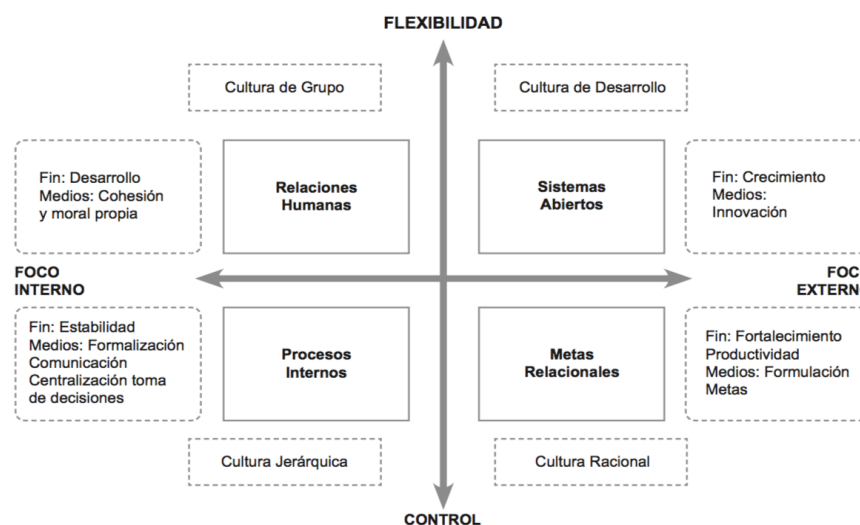 FLEXIBILIDAD
Cultura de Grupo
Cultura de Desarrollo
Fin: Desarrollo
Medios: Cohesión
y moral propia
Relaciones
Humanas
Sistemas
Abiertos
Fin: Crecimiento
Medios:
Innovación
FOCO
INTERNO
FOC
EXTERN
Fin: Estabilidad
Medios: Formalización
Comunicación
Centralización toma
de decisiones
Procesos
Internos
Metas
Relacionales
Fin: Fortalecimiento
Productividad
Medios: Formulación
Metas
Cultura Jerárquica
Cultura Racional
CONTROL